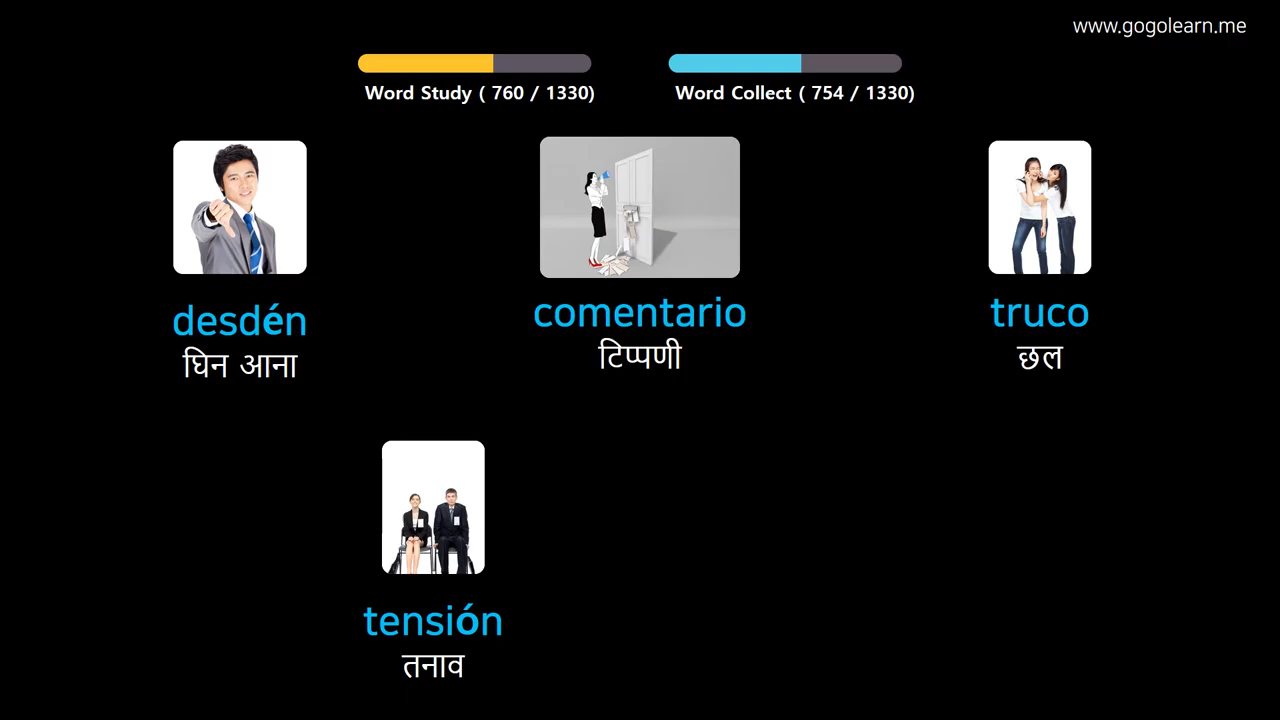 www.gogolearn.me
Word Study ( 760 / 1330)
Word Collect ( 754 / 1330)
desdén
घिन आना
comentario
टिप्पणी
truco
छल
tensión
तनाव